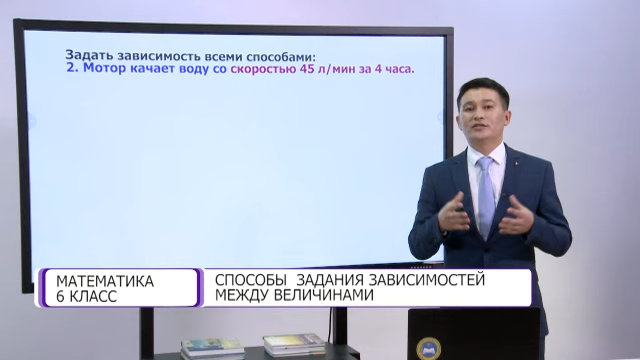 Задать зависимость всеми способами:
2. Мотор качает воду со скоростью 45 л/мин за 4 часа.
МАТЕМАТИКА
6 КЛАСС
СПОСОБЫ ЗАДАНИЯ ЗАВИСИМОСТЕЙ
МЕЖДУ ВЕЛИЧИНАМИ